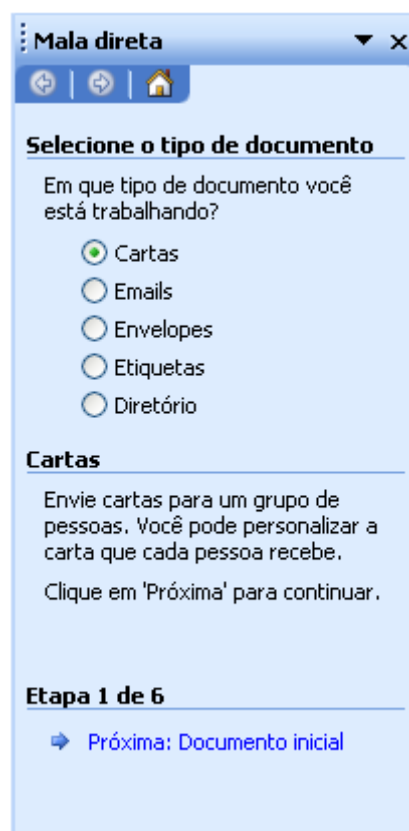 Mala direta
Selecione o tipo de documento
Em que tipo de documento você
está trabalhando?
Cartas
Emails
Envelopes
Etiquetas
Diretório
Cartas
Envie cartas para um grupo de
pessoas. Você pode personalizar a
carta que cada pessoa recebe.
Clique em 'Próxima' para continuar.
Etapa 1 de 6
Próxima: Documento inicial